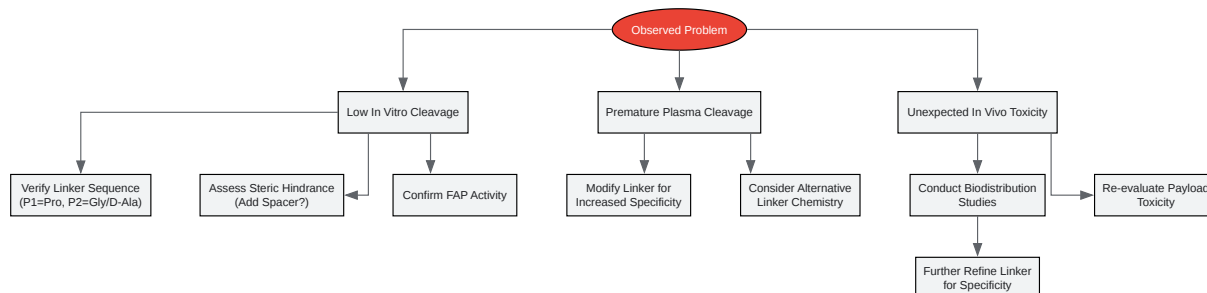 Observed Problem
Low In Vitro Cleavage
Premature Plasma Cleavage
Unexpected In Vivo Toxicity
Verify Linker Sequence
(P1=Pro, P2=Gly/D-Ala)
Assess Steric Hindrance
(Add Spacer?)
Confirm FAP Activity
Modify Linker for
Increased Specificity
Consider Alternative
Linker Chemistry
Conduct Biodistribution
Studies
Re-evaluate Payload
Toxicity
Further Refine Linker
for Specificity